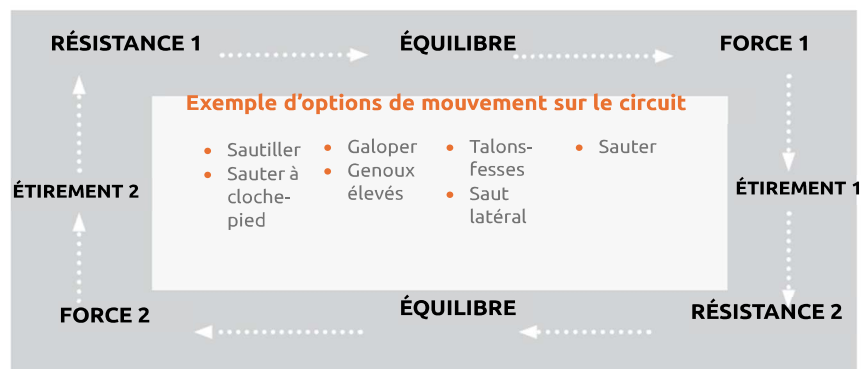 RÉSISTANCE 1
ÉQUILIBRE
FORCE 1
Exemple d'options de mouvement sur le circuit
• Sautiller
• Sauter à
cloche-
pied
• Galoper
• Genoux
élevés
• Talons-
fesses
• Saut
latéral
• Sauter
ÉTIREMENT 2
ÉTIREMENT 1
FORCE 2
ÉQUILIBRE
RÉSISTANCE 2